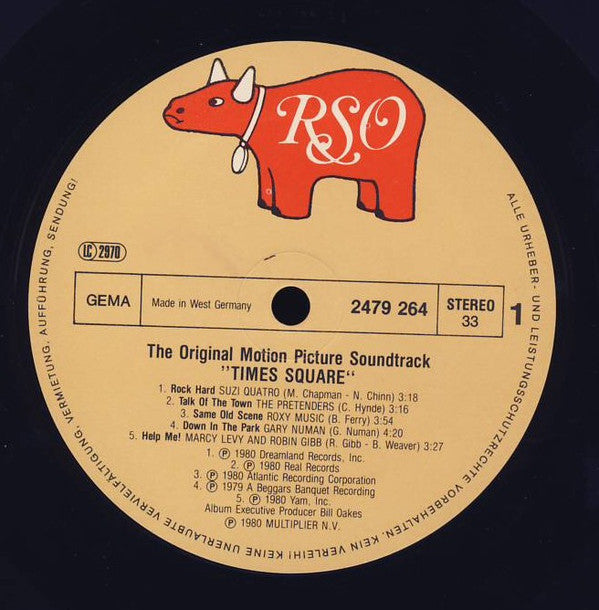 RSO
LC 2970
GEMA
Made in West Germany
2479 264
STEREO
33
1
The Original Motion Picture Soundtrack
"TIMES SQUARE"
1. Rock Hard SUZI QUATRO (M. Chapman - N. Chinn) 3:18
2. Talk Of The Town THE PRETENDERS (C. Hynde) 3:16
3. Same Old Scene ROXY MUSIC (B. Ferry) 3:54
4. Down In The Park GARY NUMAN (G. Numan) 4:20
5. Help Me! MARCY LEVY AND ROBIN GIBB (R. Gibb - B. Weaver) 3:27
1. ℗ 1980 Dreamland Records, Inc.
2. ℗ 1980 Real Records
3. ℗ 1980 Atlantic Recording Corporation
4. ℗ 1979 A Beggars Banquet Recording
5. ℗ 1980 Yam, Inc.
Album Executive Producer Bill Oakes
℗ 1980 MULTIPLIER N.V.
ALLE URHEBER- UND LEISTUNGSSCHUTZRECHTE VORBEHALTEN. KEIN VERLEIH! KEINE UNERLAUBTE VERVIELFÄLTIGUNG, VERMIETUNG, AUFFÜHRUNG, SENDUNG!